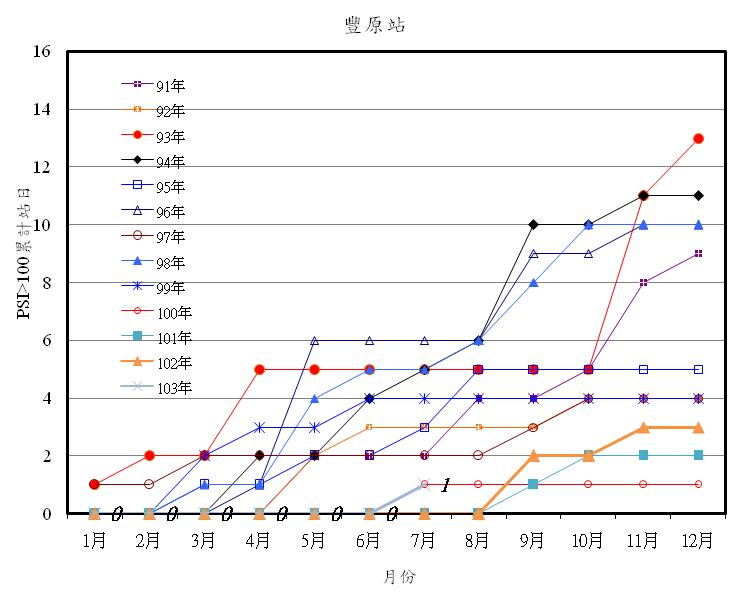 豐原站
16
14
12
10
8
6
4
2
0
PSI>100累計站日
91年
92年
93年
94年
95年
96年
97年
98年
99年
100年
101年
102年
103年
0 0 0 0 0 0 1
1月 2月 3月 4月 5月 6月 7月 8月 9月 10月 11月 12月
月份